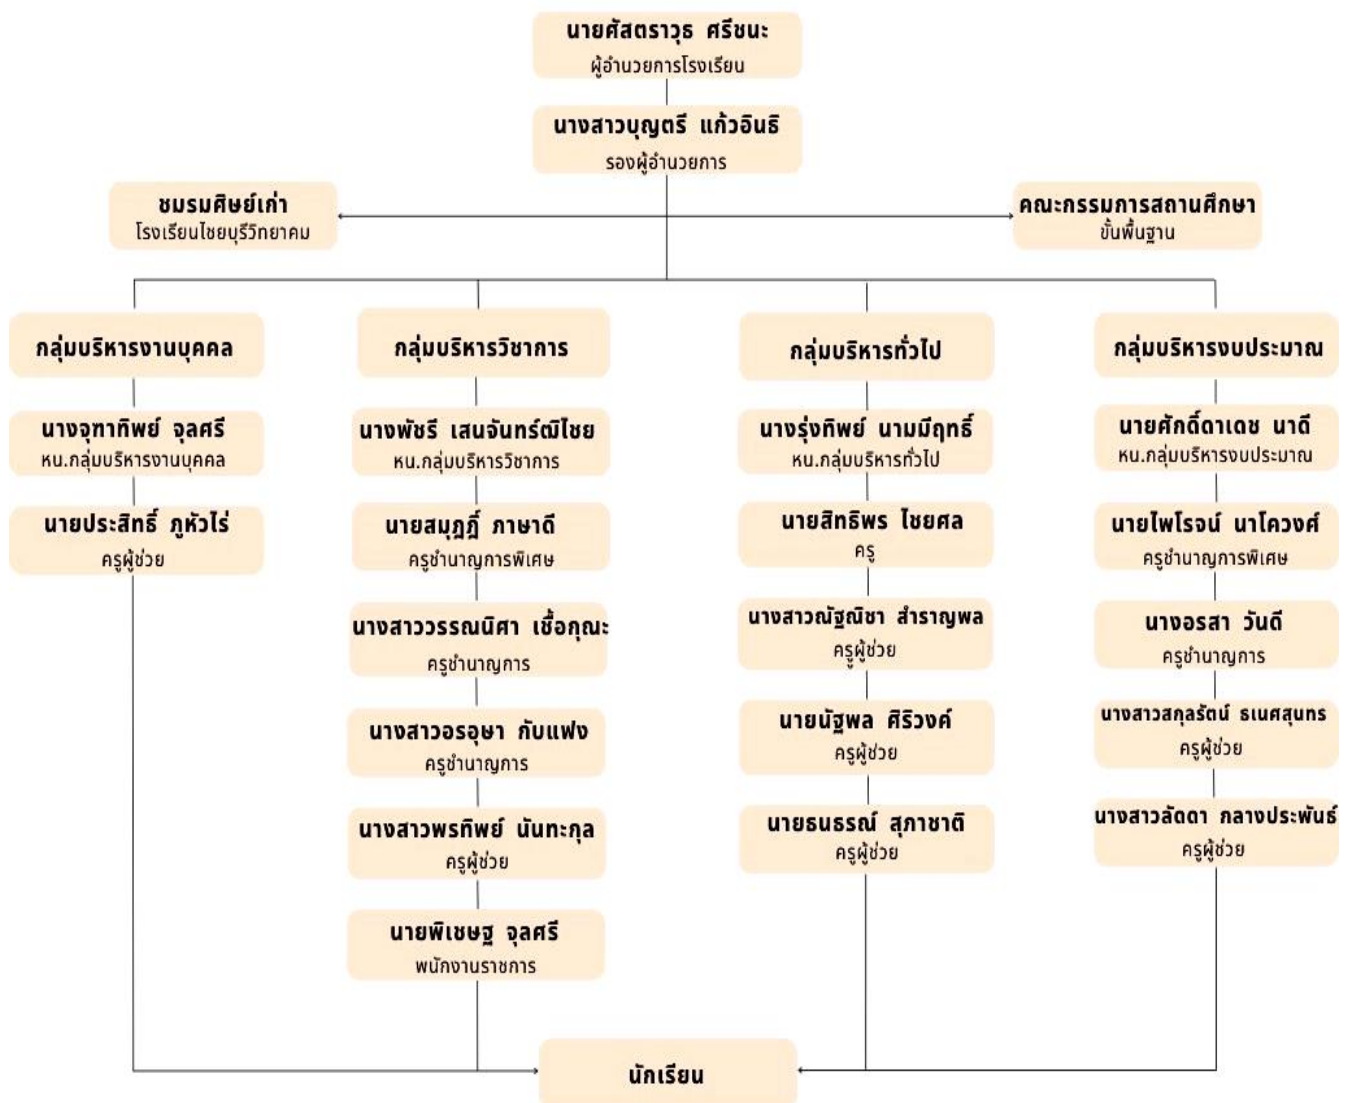 นายศัสตราวุธ ศรีชนะ
ผู้อำนวยการโรงเรียน
นางสาวบุญตรี แก้วอินธิ
รองผู้อำนวยการ
ชมรมศิษย์เก่า
โรงเรียนไชยบุรีวิทยาคม
คณะกรรมการสถานศึกษา
ขั้นพื้นฐาน
กลุ่มบริหารงานบุคคล
นางจุฑาทิพย์ จุลศรี
หน.กลุ่มบริหารงานบุคคล
นายประสิทธิ์ ภูหัวไร่
ครูผู้ช่วย
กลุ่มบริหารวิชาการ
นางพัชรี เสนจันทร์ฒิไชย
หน.กลุ่มบริหารวิชาการ
นายสมุฎฎิ์ ภาษาดี
ครูชำนาญการพิเศษ
นางสาววรรณนิศา เชื้อกุณะ
ครูชำนาญการ
นางสาวอรอุษา กับแฟง
ครูชำนาญการ
นางสาวพรทิพย์ นันทะกุล
ครูผู้ช่วย
นายพิเชษฐ จุลศรี
พนักงานราชการ
กลุ่มบริหารทั่วไป
นางรุ่งทิพย์ นามมีฤทธิ์
หน.กลุ่มบริหารทั่วไป
นายสิทธิพร ไชยศล
ครู
นางสาวณัฐณิชา สำราญพล
ครูผู้ช่วย
นายนัฐพล ศิริวงค์
ครูผู้ช่วย
นายธนธรณ์ สุภาชาติ
ครูผู้ช่วย
กลุ่มบริหารงบประมาณ
นายศักดิ์ดาเดช นาดี
หน.กลุ่มบริหารงบประมาณ
นายไพโรจน์ นาโควงศ์
ครูชำนาญการพิเศษ
นางอรสา วันดี
ครูชำนาญการ
นางสาวสกุลรัตน์ ธเนศสุนทร
ครูผู้ช่วย
นางสาวลัดดา กลางประพันธ์
ครูผู้ช่วย
นักเรียน